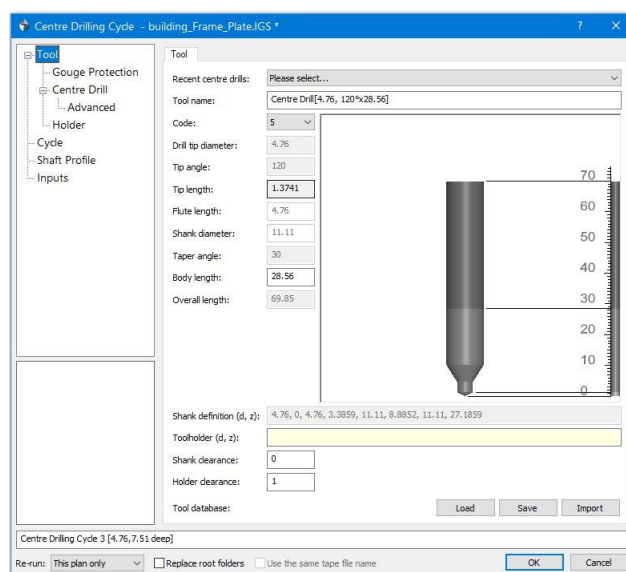 Centre Drilling Cycle - building_Frame_Plate.IGS *
Tool
Gouge Protection
Centre Drill
Advanced
Holder
Cycle
Shaft Profile
Inputs
Tool
Recent centre drills: Please select...
Tool name: Centre Drill[4.76, 120°x28.56]
Code: 5
Drill tip diameter: 4.76
Tip angle: 120
Tip length: 1.3741
Flute length: 4.76
Shank diameter: 11.11
Taper angle: 30
Body length: 28.56
Overall length: 69.85
70
60
50
40
30
20
10
0
Shank definition (d, z): 4.76, 0, 4.76, 3.3859, 11.11, 8.8852, 11.11, 27.1859
Toolholder (d, z):
Shank clearance: 0
Holder clearance: 1
Tool database: Load Save Import
Centre Drilling Cycle 3 [4.76,7.51 deep]
Re-run: This plan only Replace root folders Use the same tape file name OK Cancel